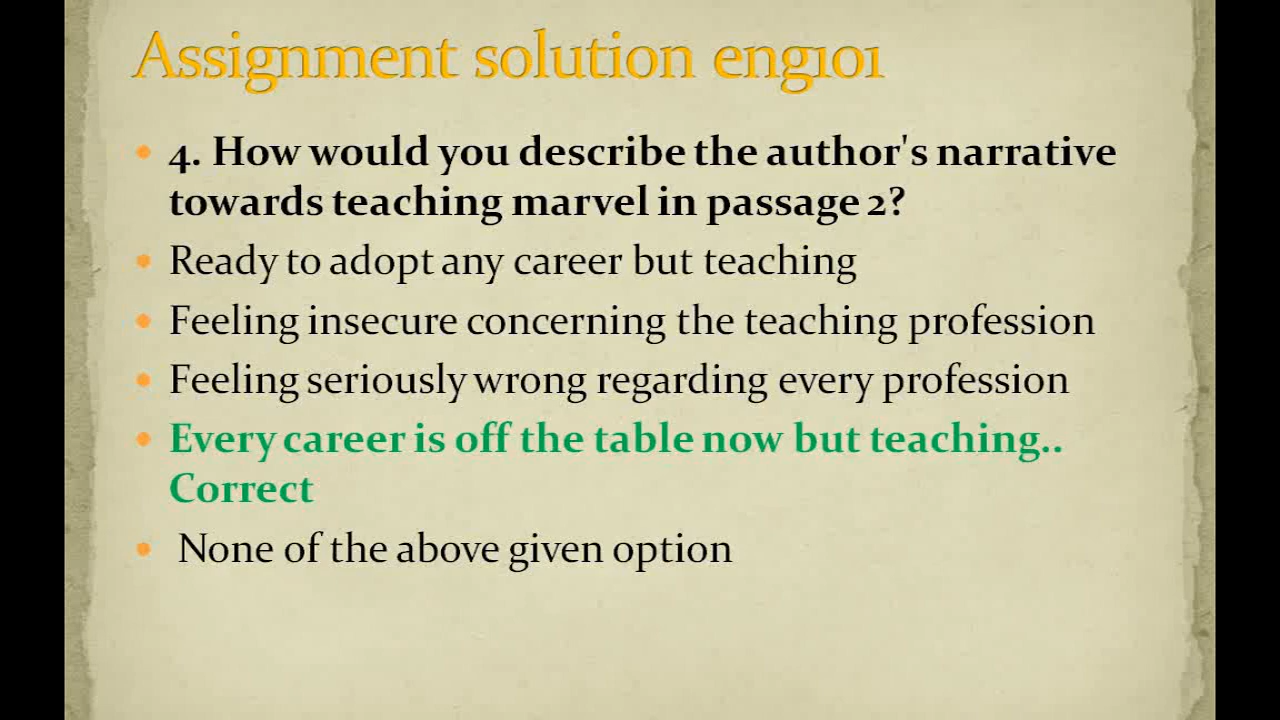 Assignment solution eng101
4. How would you describe the author's narrative
towards teaching marvel in passage 2?
Ready to adopt any career but teaching
Feeling insecure concerning the teaching profession
Feeling seriously wrong regarding every profession
Every career is off the table now but teaching..
Correct
None of the above given option